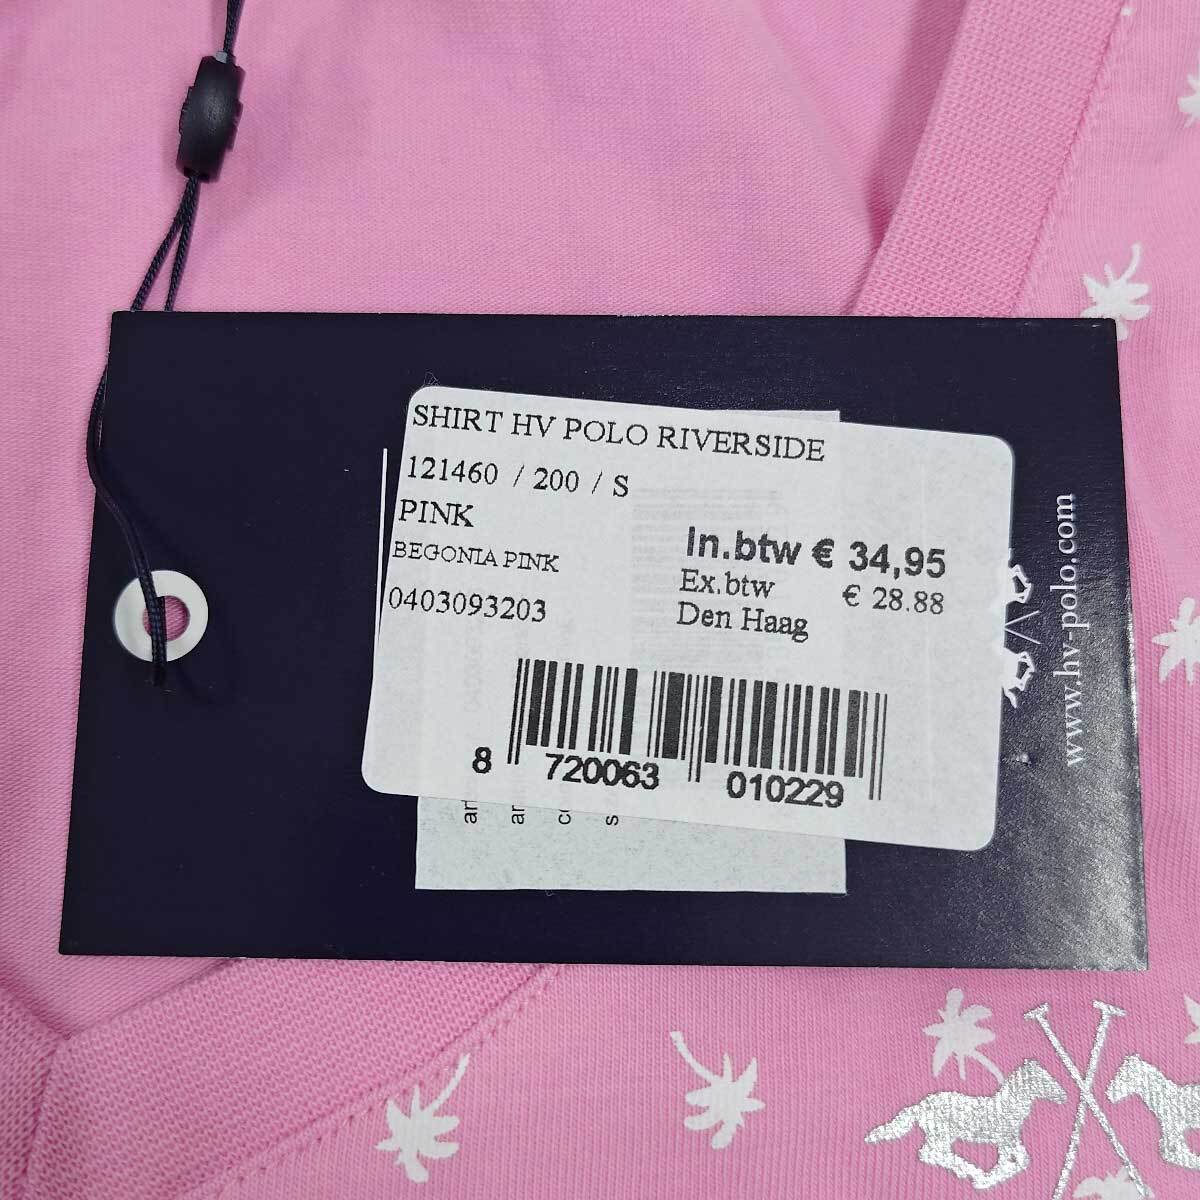 SHIRT HV POLO RIVERSIDE
121460 / 200 / S
PINK
BEGONIA PINK
0403093203
In.btw € 34,95
Ex.btw € 28.88
Den Haag
8 720063 010229
www.hv-polo.com